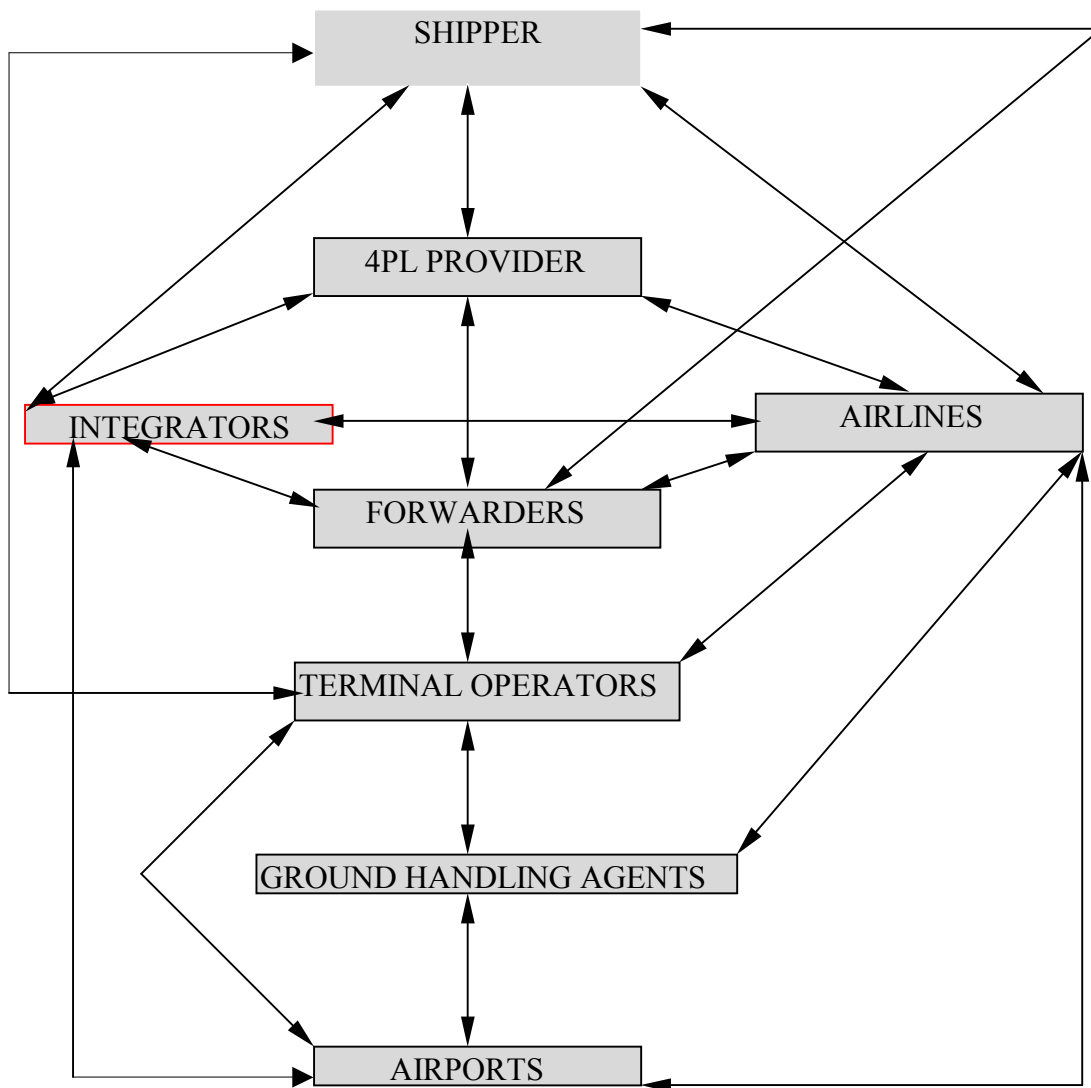 SHIPPER
4PL PROVIDER
INTEGRATORS
AIRLINES
FORWARDERS
TERMINAL OPERATORS
GROUND HANDLING AGENTS
AIRPORTS